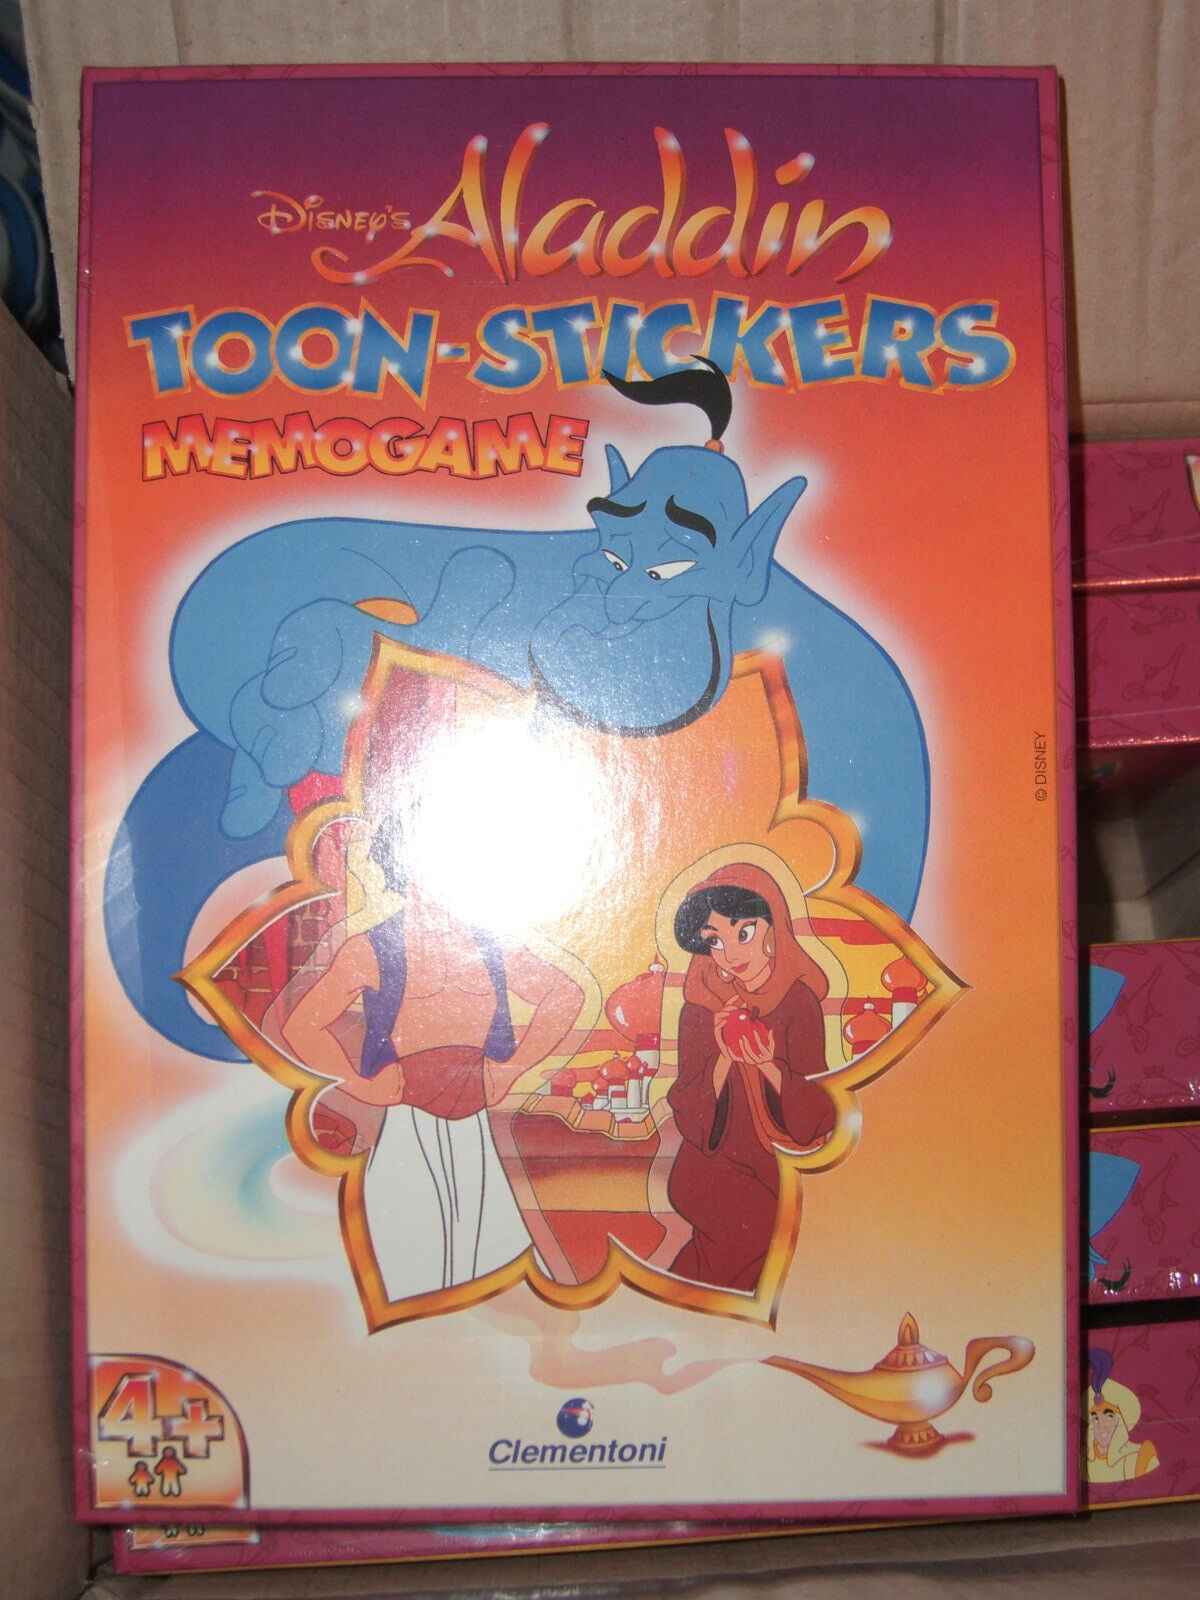 Disney's Aladdin
TOON-STICKERS
MEMOGAME
© DISNEY
4+
Clementoni